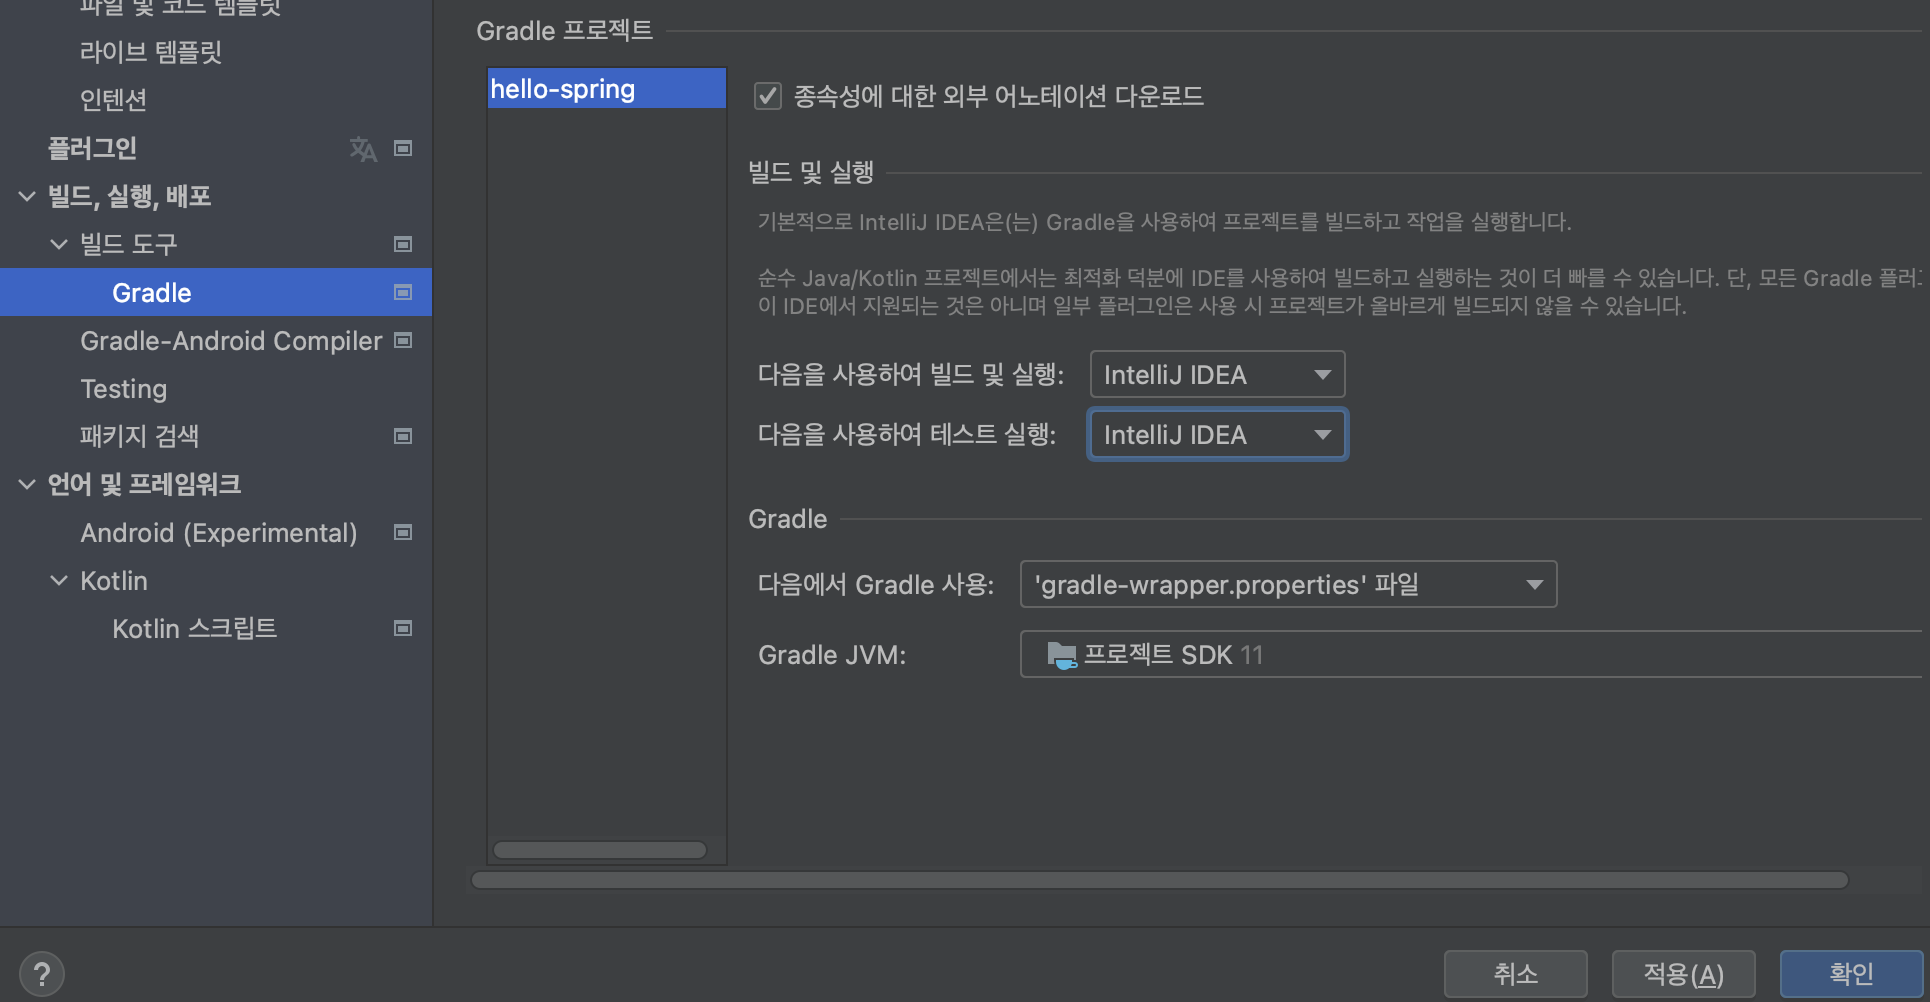 파일 및 코드 템플릿
라이브 템플릿
인텐션
플러그인
빌드, 실행, 배포
빌드 도구
Gradle
Gradle-Android Compiler
Testing
패키지 검색
언어 및 프레임워크
Android (Experimental)
Kotlin
Kotlin 스크립트
Gradle 프로젝트
hello-spring
종속성에 대한 외부 어노테이션 다운로드
빌드 및 실행
기본적으로 IntelliJ IDEA은(는) Gradle을 사용하여 프로젝트를 빌드하고 작업을 실행합니다.
순수 Java/Kotlin 프로젝트에서는 최적화 덕분에 IDE를 사용하여 빌드하고 실행하는 것이 더 빠를 수 있습니다. 단, 모든 Gradle 플러그
이 IDE에서 지원되는 것은 아니며 일부 플러그인은 사용 시 프로젝트가 올바르게 빌드되지 않을 수 있습니다.
다음을 사용하여 빌드 및 실행: IntelliJ IDEA
다음을 사용하여 테스트 실행: IntelliJ IDEA
Gradle
다음에서 Gradle 사용: 'gradle-wrapper.properties' 파일
Gradle JVM: 프로젝트 SDK 11
?
취소 적용(A) 확인